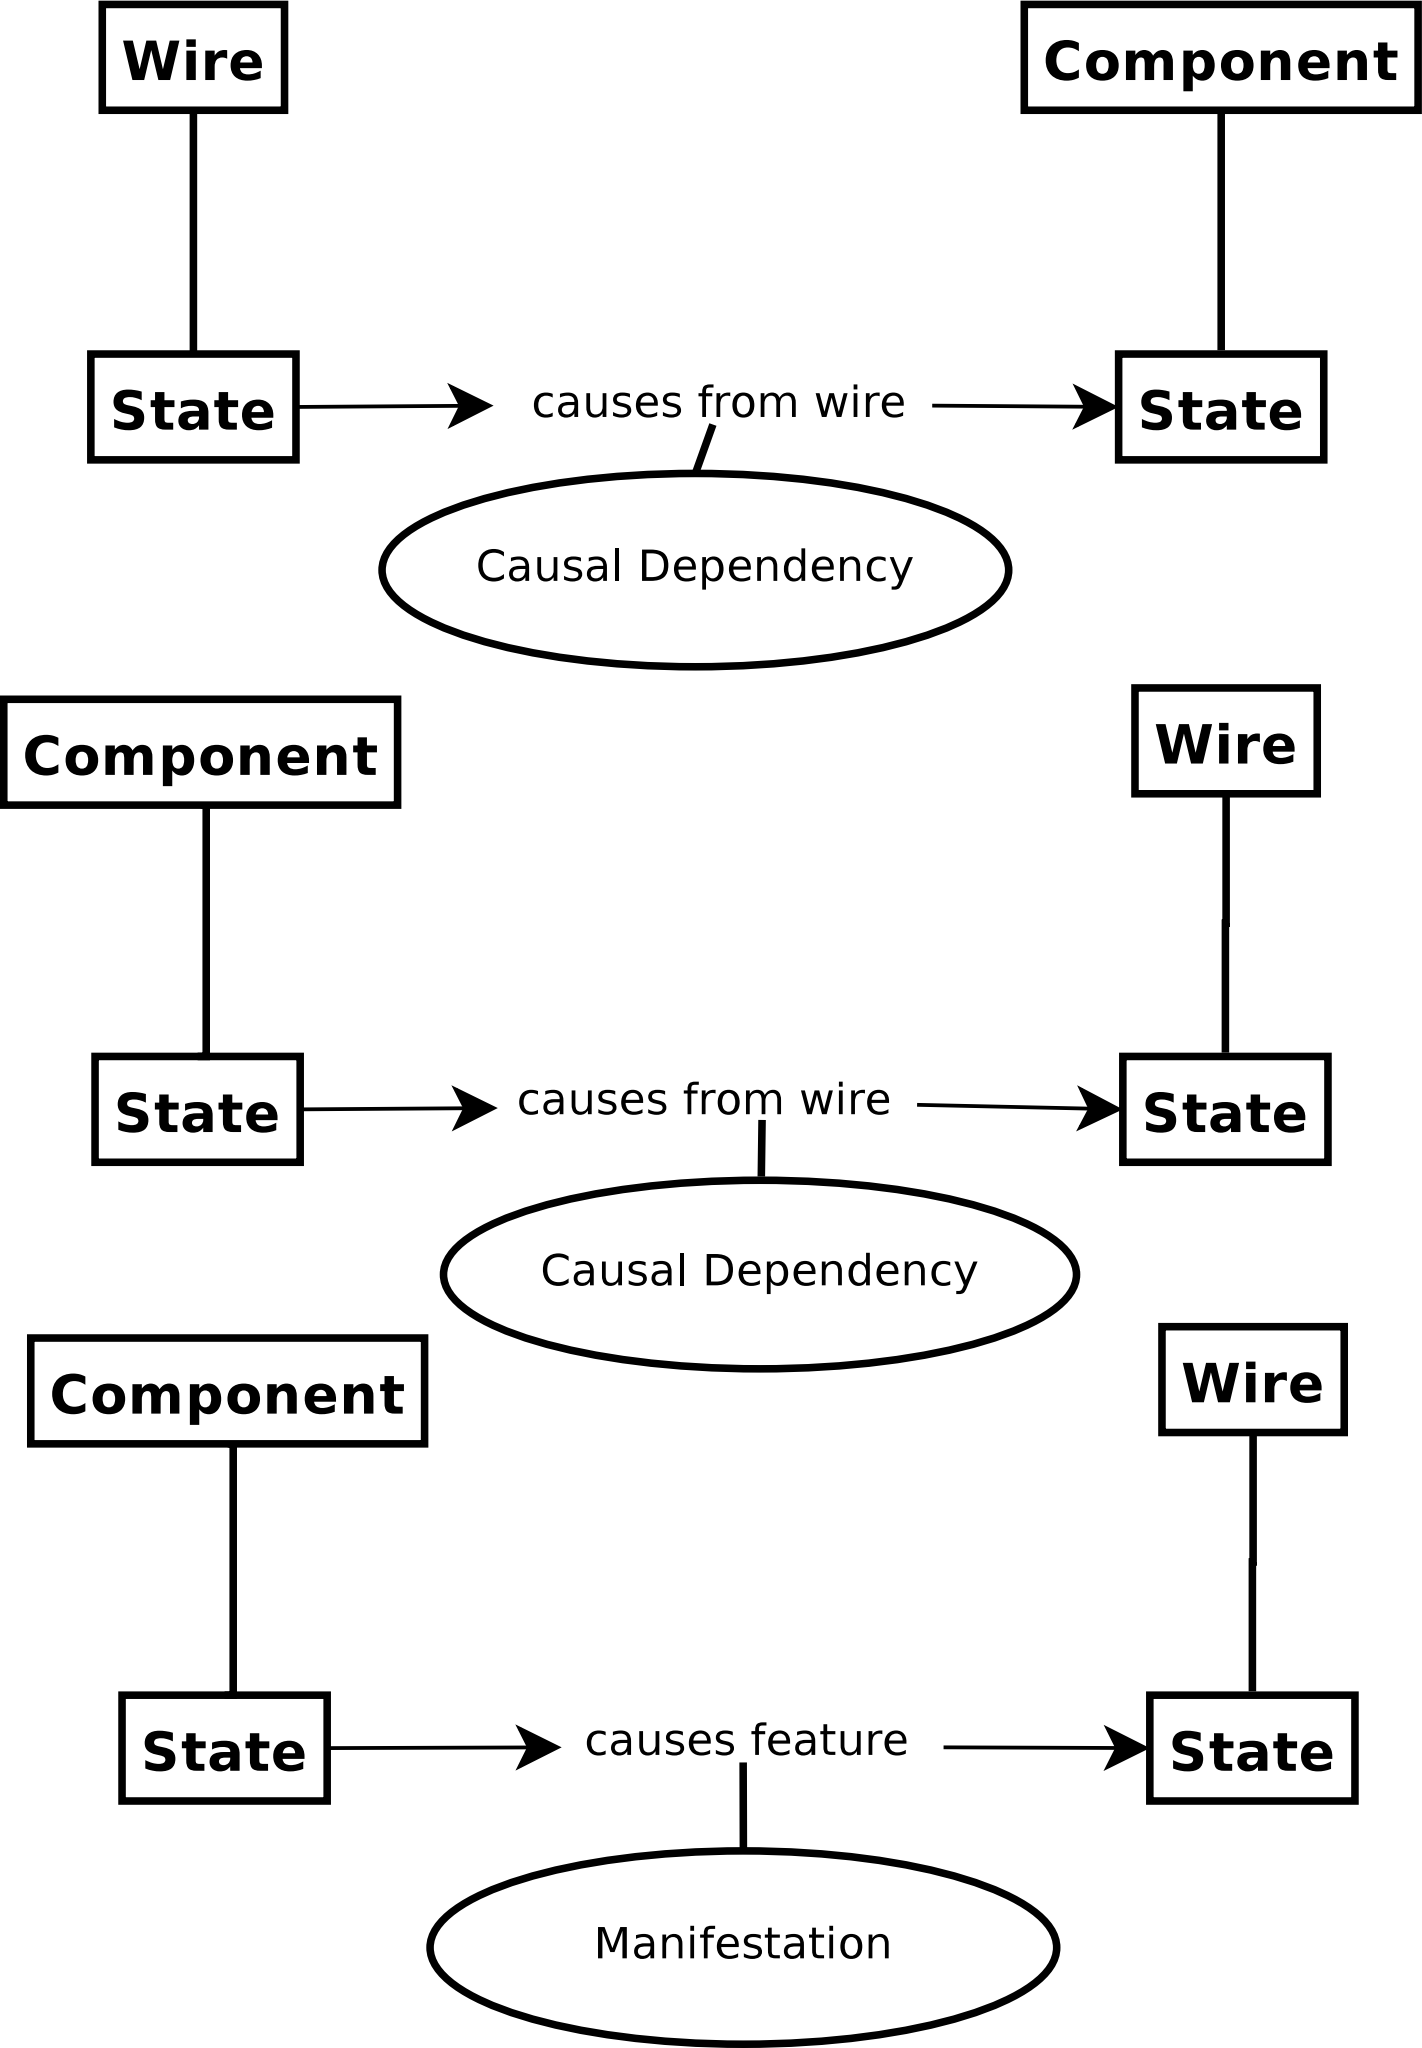 Wire
Component
State
causes from wire
State
Causal Dependency
Component
Wire
State
causes from wire
State
Causal Dependency
Component
Wire
State
causes feature
State
Manifestation